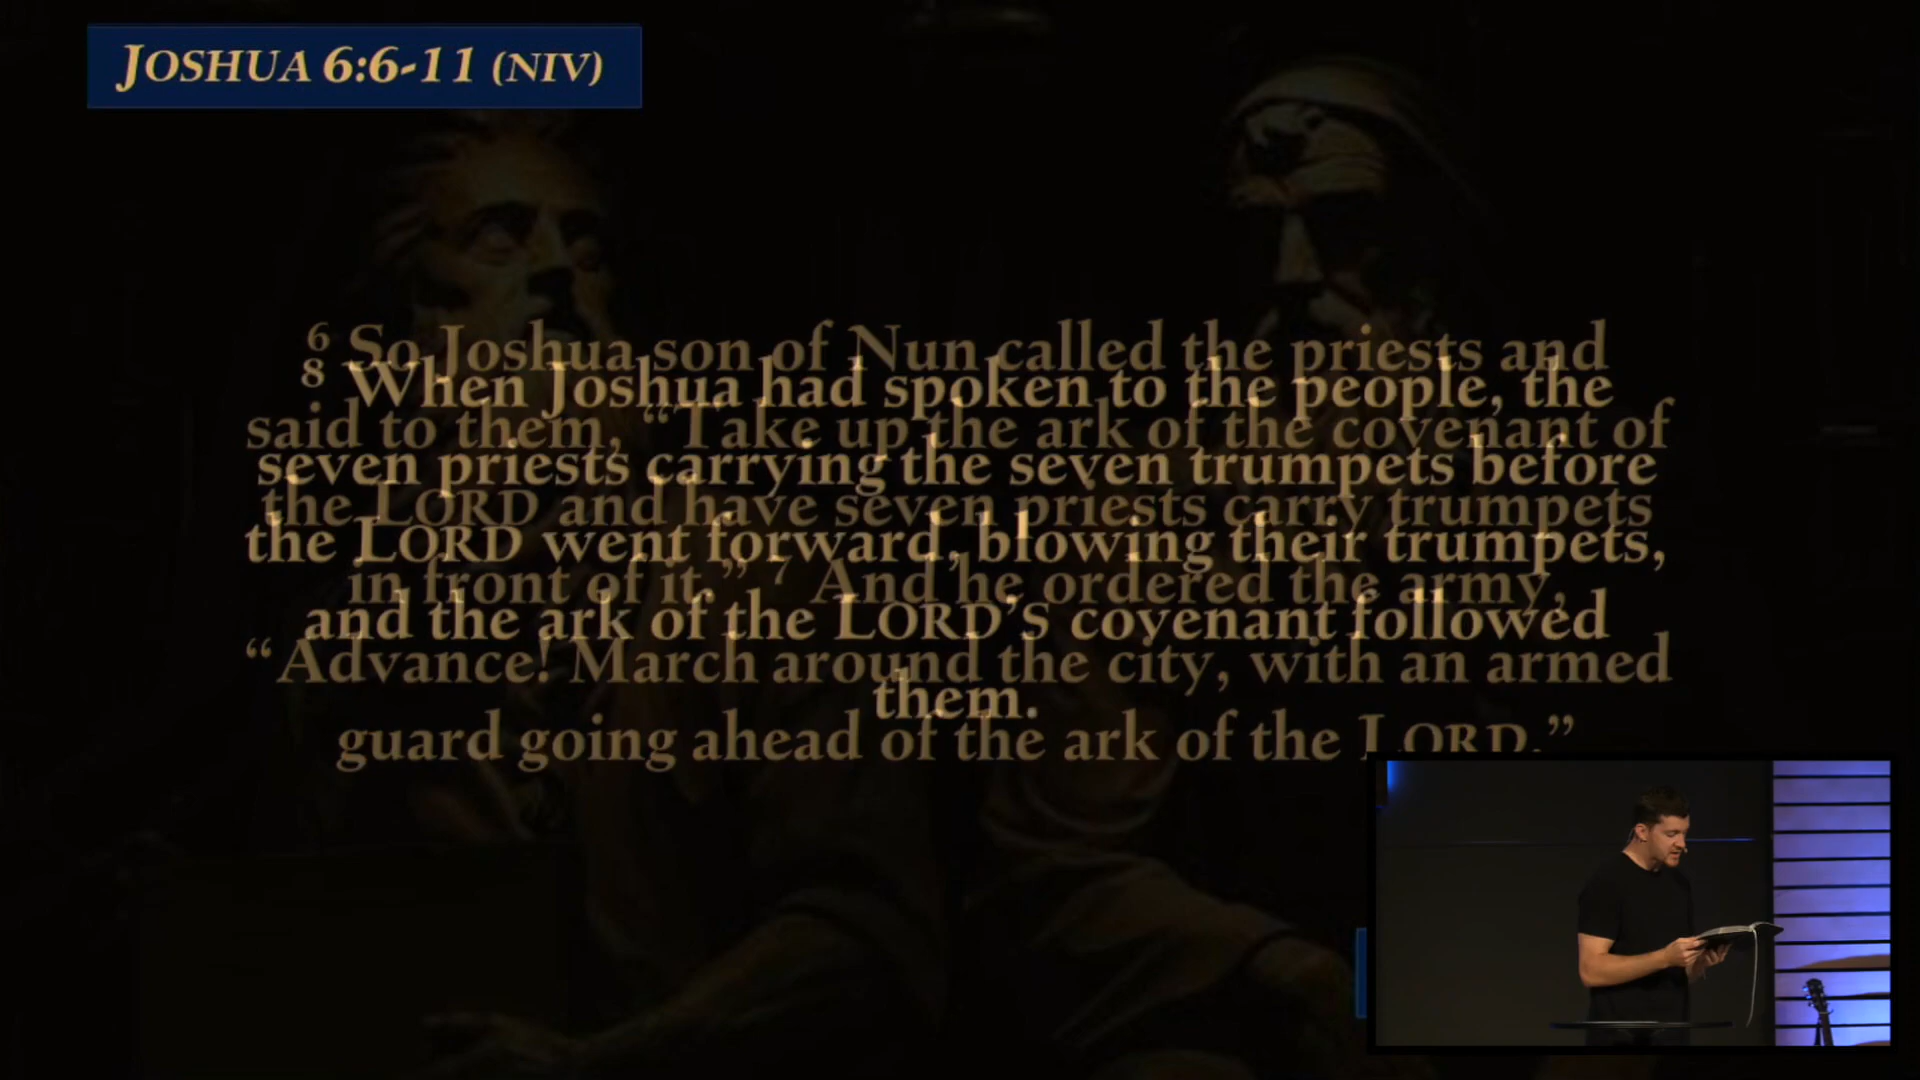 JOSHUA 6:6-11 (NIV)
6 So Joshua son of Nun called the priests and
said to them, “Take up the ark of the covenant of
the LORD and have seven priests carry trumpets
in front of it.” 7 And he ordered the army,
“Advance! March around the city, with an armed
guard going ahead of the ark of the LORD.”
8 When Joshua had spoken to the people, the
seven priests carrying the seven trumpets before
the LORD went forward, blowing their trumpets,
and the ark of the LORD’S covenant followed
them.